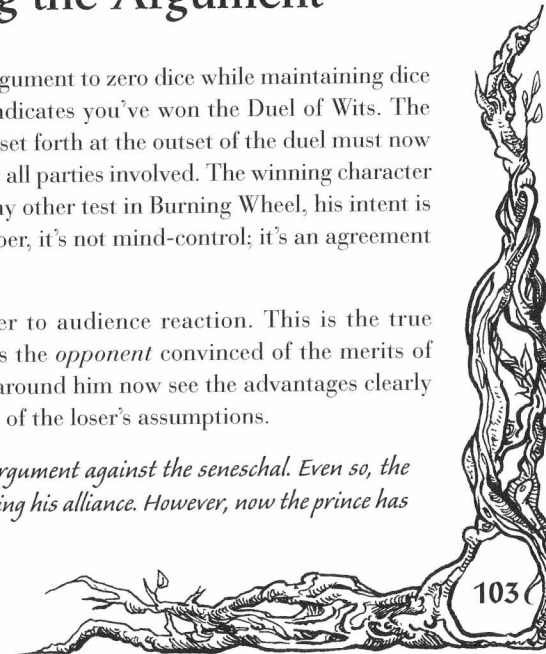 g the Argument
gument to zero dice while maintaining dice
ndicates you've won the Duel of Wits. The
set forth at the outset of the duel must now
all parties involved. The winning character
ny other test in Burning Wheel, his intent is
ber, it's not mind-control; it's an agreement
er to audience reaction. This is the true
s the opponent convinced of the merits of
around him now see the advantages clearly
of the loser's assumptions.
rgument against the seneschal. Even so, the
ing his alliance. However, now the prince has
103